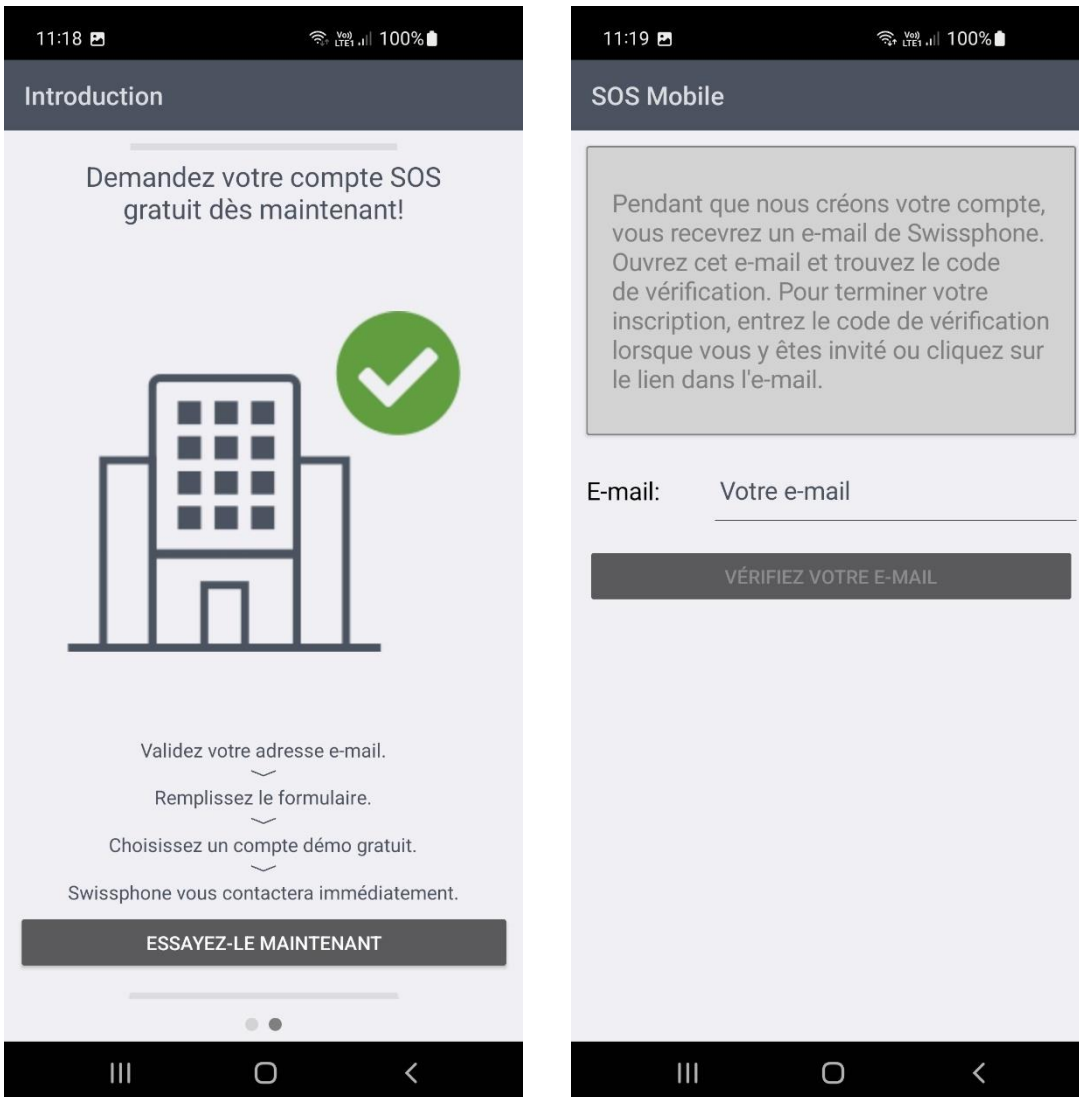 11:18
Vo))
LTE1
100%
Introduction
Demandez votre compte SOS
gratuit dès maintenant!
Validez votre adresse e-mail.
Remplissez le formulaire.
Choisissez un compte démo gratuit.
Swissphone vous contactera immédiatement.
ESSAYEZ-LE MAINTENANT
11:19
Vo))
LTE1
100%
SOS Mobile
Pendant que nous créons votre compte,
vous recevrez un e-mail de Swissphone.
Ouvrez cet e-mail et trouvez le code
de vérification. Pour terminer votre
inscription, entrez le code de vérification
lorsque vous y êtes invité ou cliquez sur
le lien dans l'e-mail.
E-mail: Votre e-mail
VÉRIFIEZ VOTRE E-MAIL